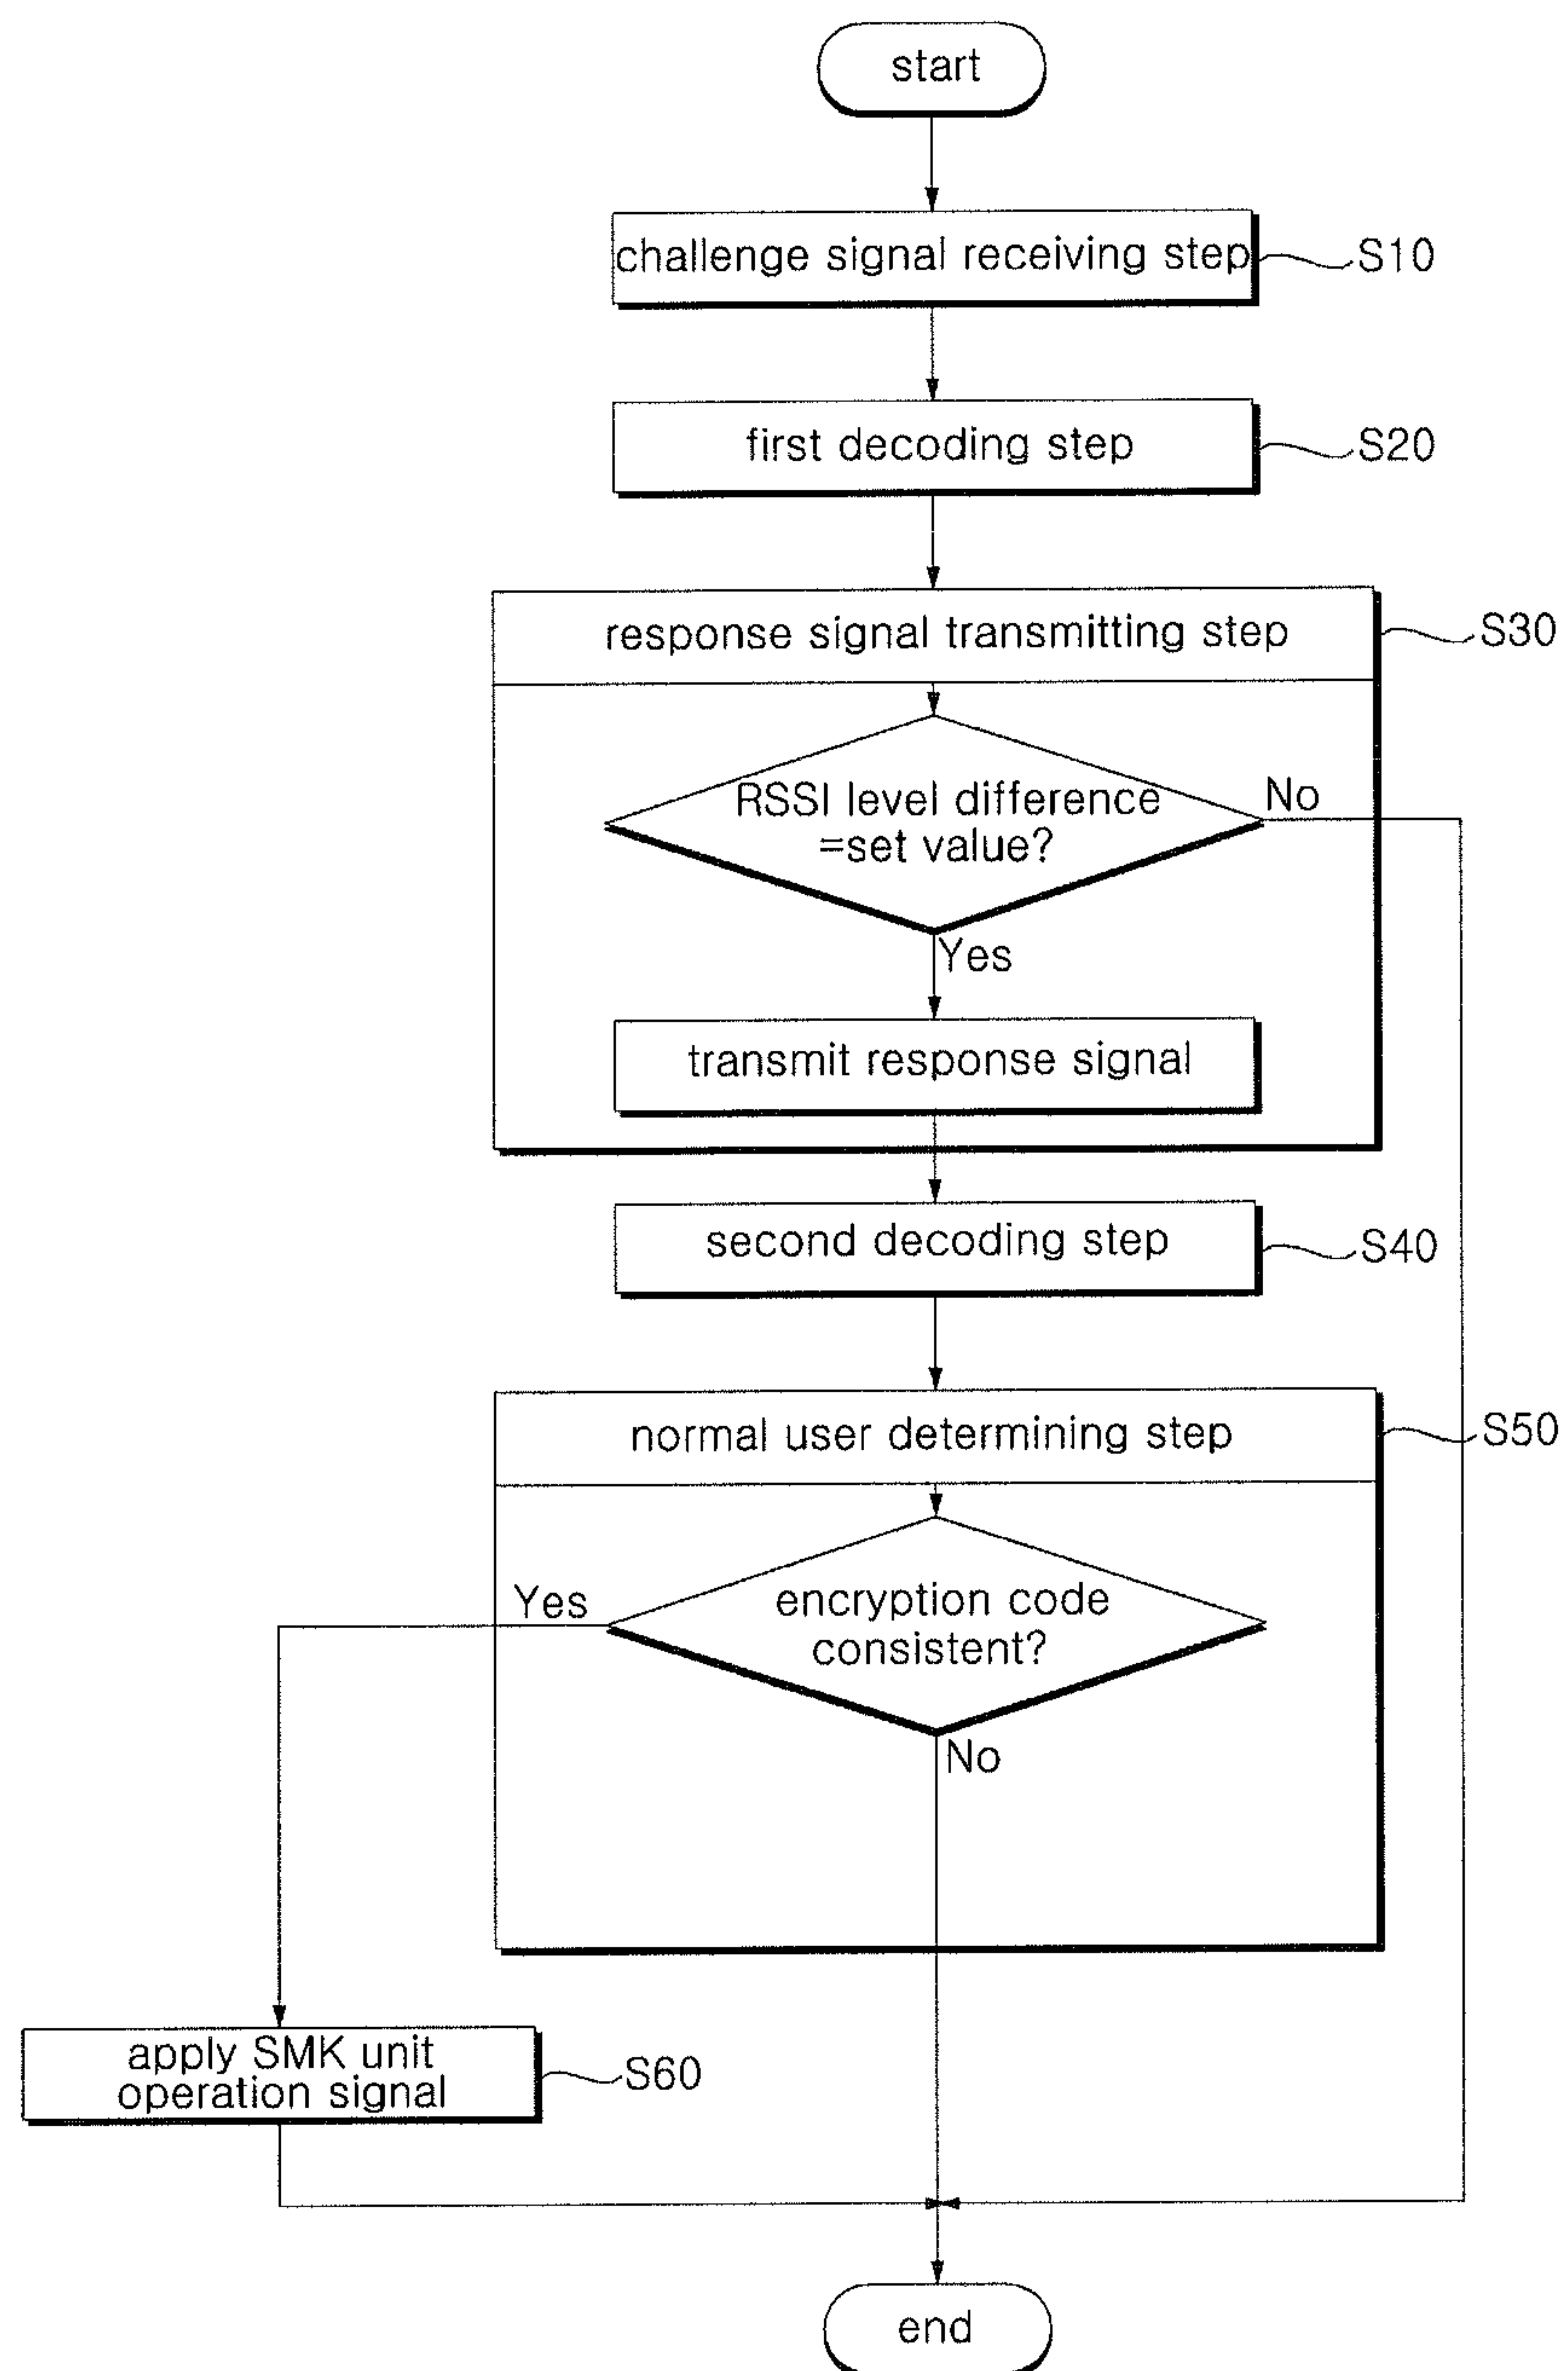 start
challenge signal receiving step
S10
first decoding step
S20
response signal transmitting step
S30
RSSI level difference
=set value?
No
Yes
transmit response signal
second decoding step
S40
normal user determining step
S50
Yes
encryption code
consistent?
No
apply SMK unit
operation signal
S60
end